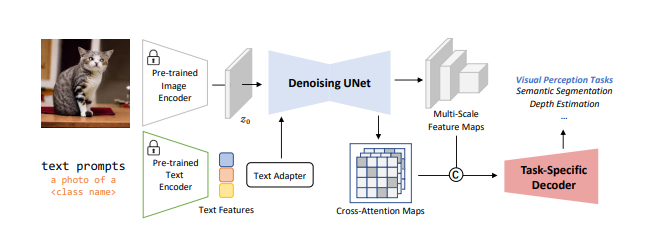 Pre-trained
Image
Encoder
z₀
Denoising UNet
Multi-Scale
Feature Maps
Visual Perception Tasks
Semantic Segmentation
Depth Estimation
...
text prompts
a photo of a
<class name>
Pre-trained
Text
Encoder
Text Features
Text Adapter
Cross-Attention Maps
C
Task-Specific
Decoder